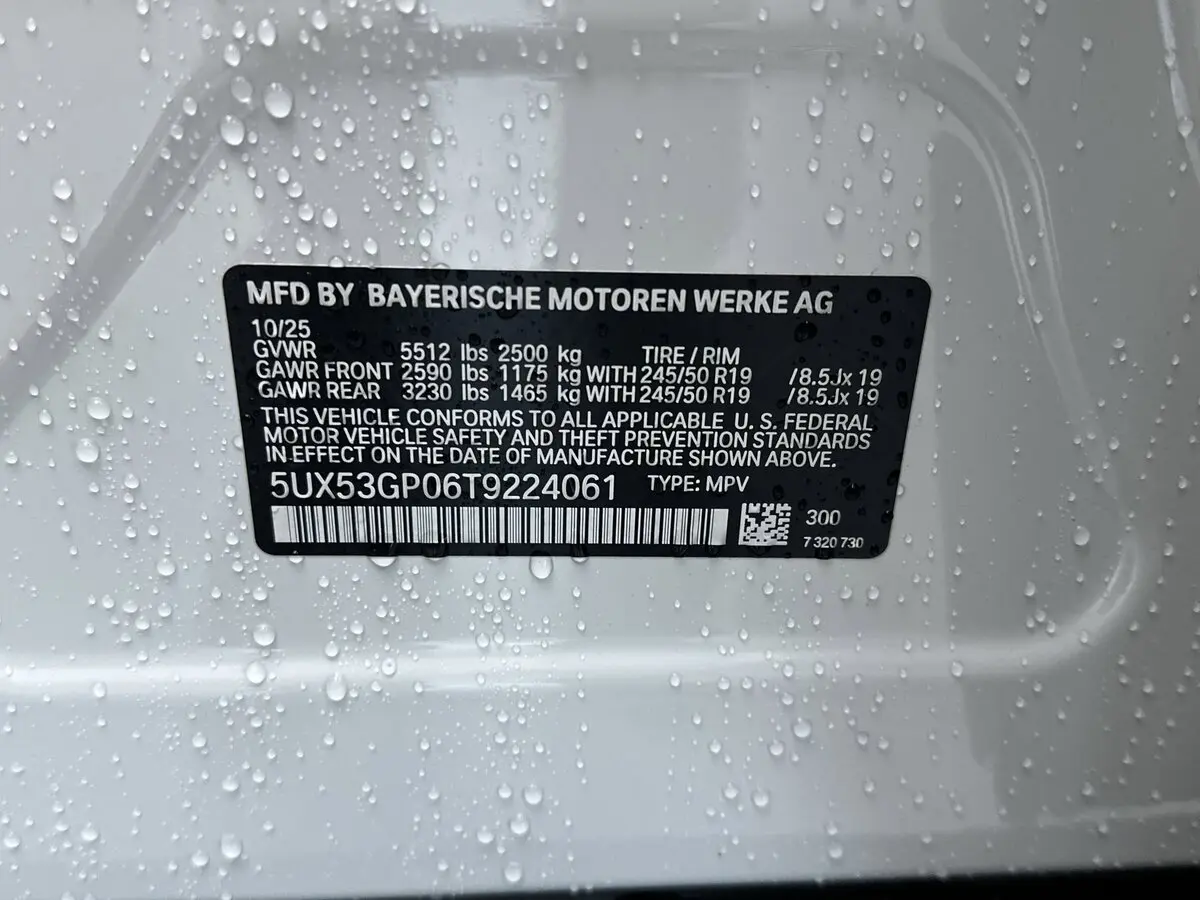 MFD BY BAYERISCHE MOTOREN WERKE AG
10/25
GVWR 5512 lbs 2500 kg TIRE / RIM
GAWR FRONT 2590 lbs 1175 kg WITH 245/50 R19 /8.5Jx 19
GAWR REAR 3230 lbs 1465 kg WITH 245/50 R19 /8.5Jx 19
THIS VEHICLE CONFORMS TO ALL APPLICABLE U. S. FEDERAL
MOTOR VEHICLE SAFETY AND THEFT PREVENTION STANDARDS
IN EFFECT ON THE DATE OF MANUFACTURE SHOWN ABOVE.
5UX53GP06T9224061 TYPE: MPV
300
7 320 730